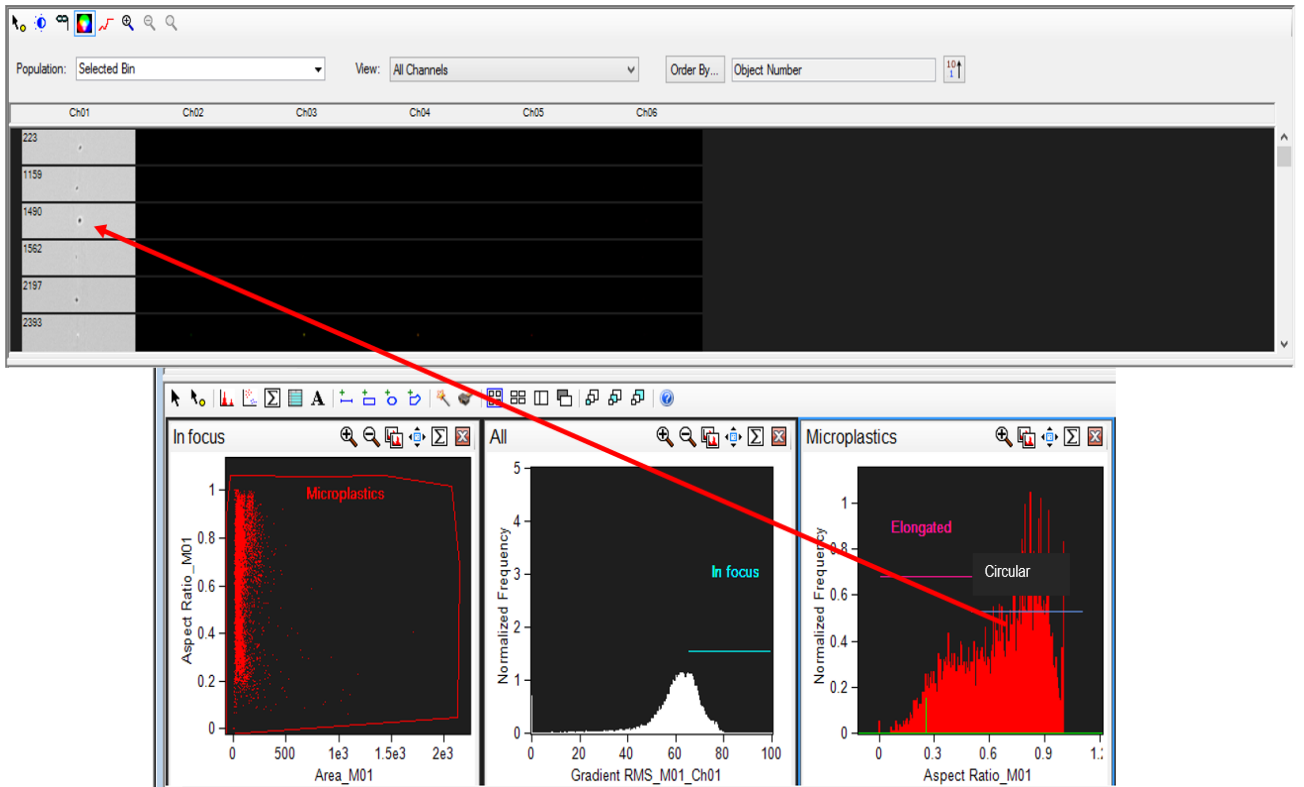 Population: Selected Bin View: All Channels Order By... Object Number 10 1
Ch01 Ch02 Ch03 Ch04 Ch05 Ch06
223
1159
1490
1562
2197
2393
A Σ
In focus Σ
Microplastics
Aspect Ratio_M01
1
0.8
0.6
0.4
0.2
0
0 500 1e3 1.5e3 2e3
Area_M01
All Σ
In focus
Normalized Frequency
5
4
3
2
1
0
0 20 40 60 80 100
Gradient RMS_M01_Ch01
Microplastics Σ
Elongated
Circular
Normalized Frequency
1
0.8
0.6
0.4
0.2
0
0 0.3 0.6 0.9 1.:
Aspect Ratio_M01